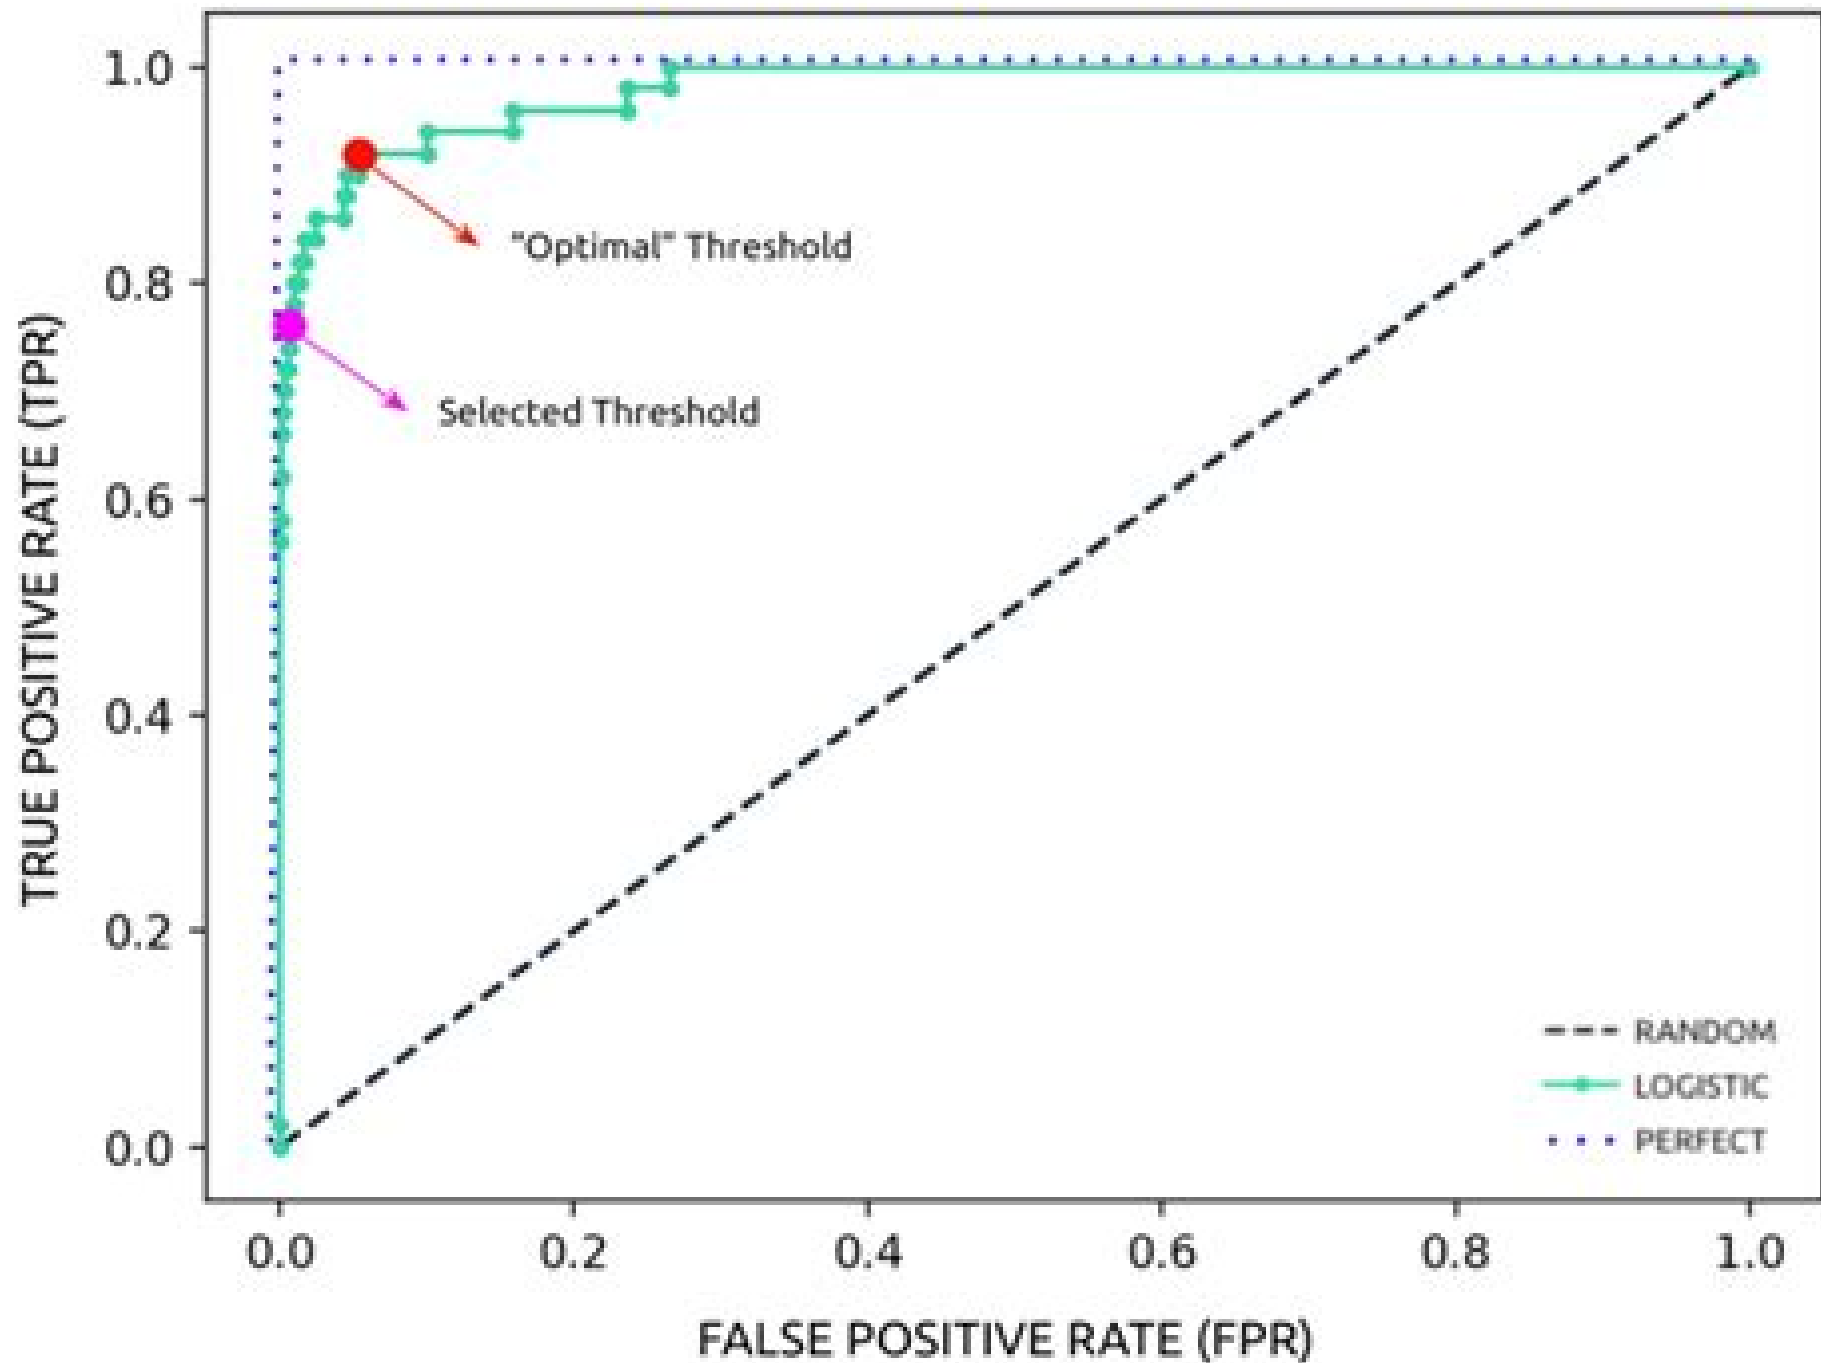 TRUE POSITIVE RATE (TPR)
1.0
0.8
0.6
0.4
0.2
0.0
"Optimal" Threshold
Selected Threshold
RANDOM
LOGISTIC
PERFECT
0.0 0.2 0.4 0.6 0.8 1.0
FALSE POSITIVE RATE (FPR)